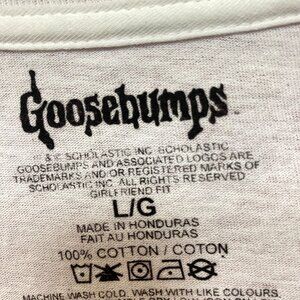 Goosebumps
& © SCHOLASTIC INC. SCHOLASTIC
GOOSEBUMPS AND ASSOCIATED LOGOS ARE
TRADEMARKS AND/OR REGISTERED MARKS OF
SCHOLASTIC INC. ALL RIGHTS RESERVED
GIRLFRIEND FIT
L/G
MADE IN HONDURAS
FAIT AU HONDURAS
100% COTTON / COTON
MACHINE WASH COLD. WASH WITH LIKE COLOURS